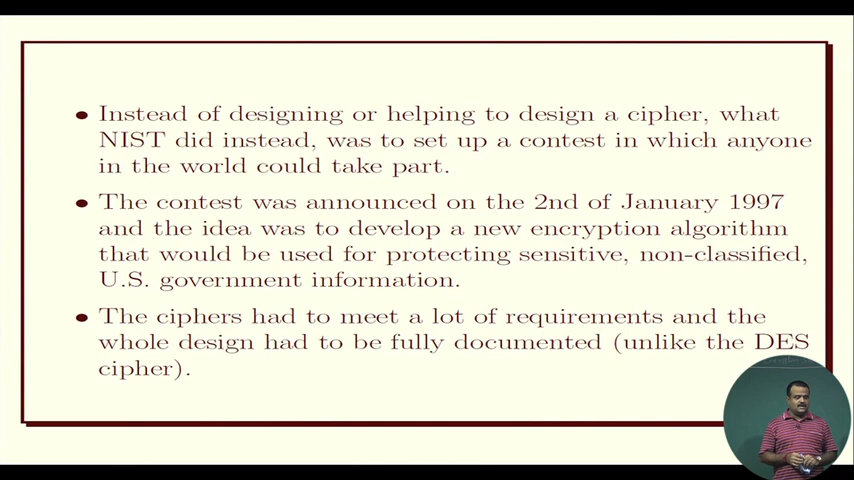 • Instead of designing or helping to design a cipher, what
NIST did instead, was to set up a contest in which anyone
in the world could take part.
• The contest was announced on the 2nd of January 1997
and the idea was to develop a new encryption algorithm
that would be used for protecting sensitive, non-classified,
U.S. government information.
• The ciphers had to meet a lot of requirements and the
whole design had to be fully documented (unlike the DES
cipher).